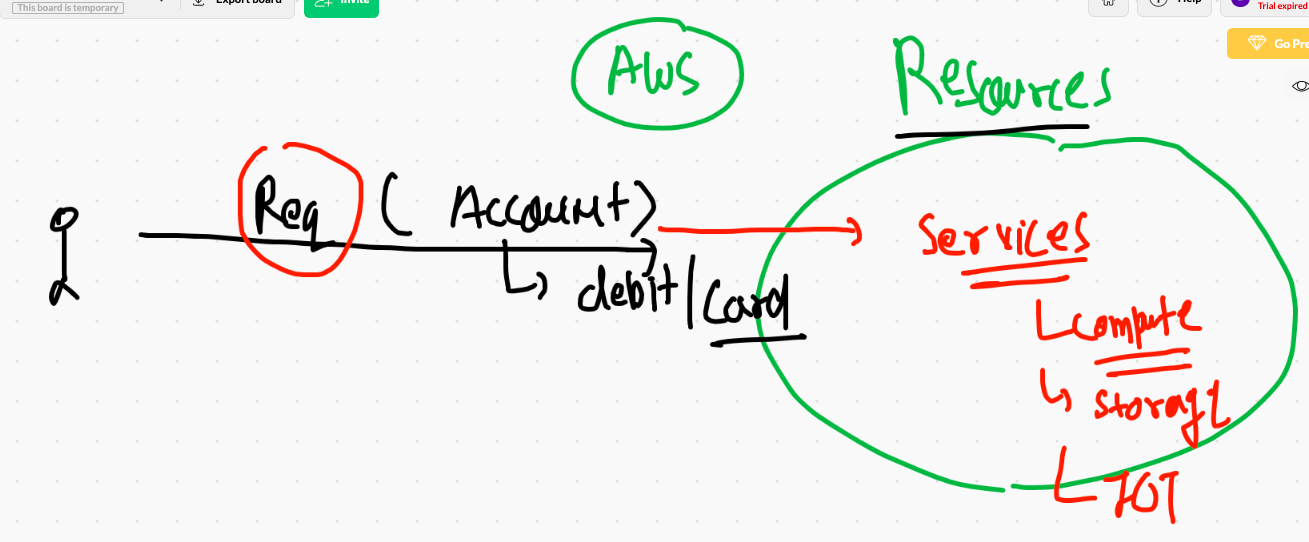 This board is temporary
Export board
Invite
Help
Trial expired
Go Pre
AWS
Resources
Req ( Account)
debit/Card
Services
compute
storage
IOT